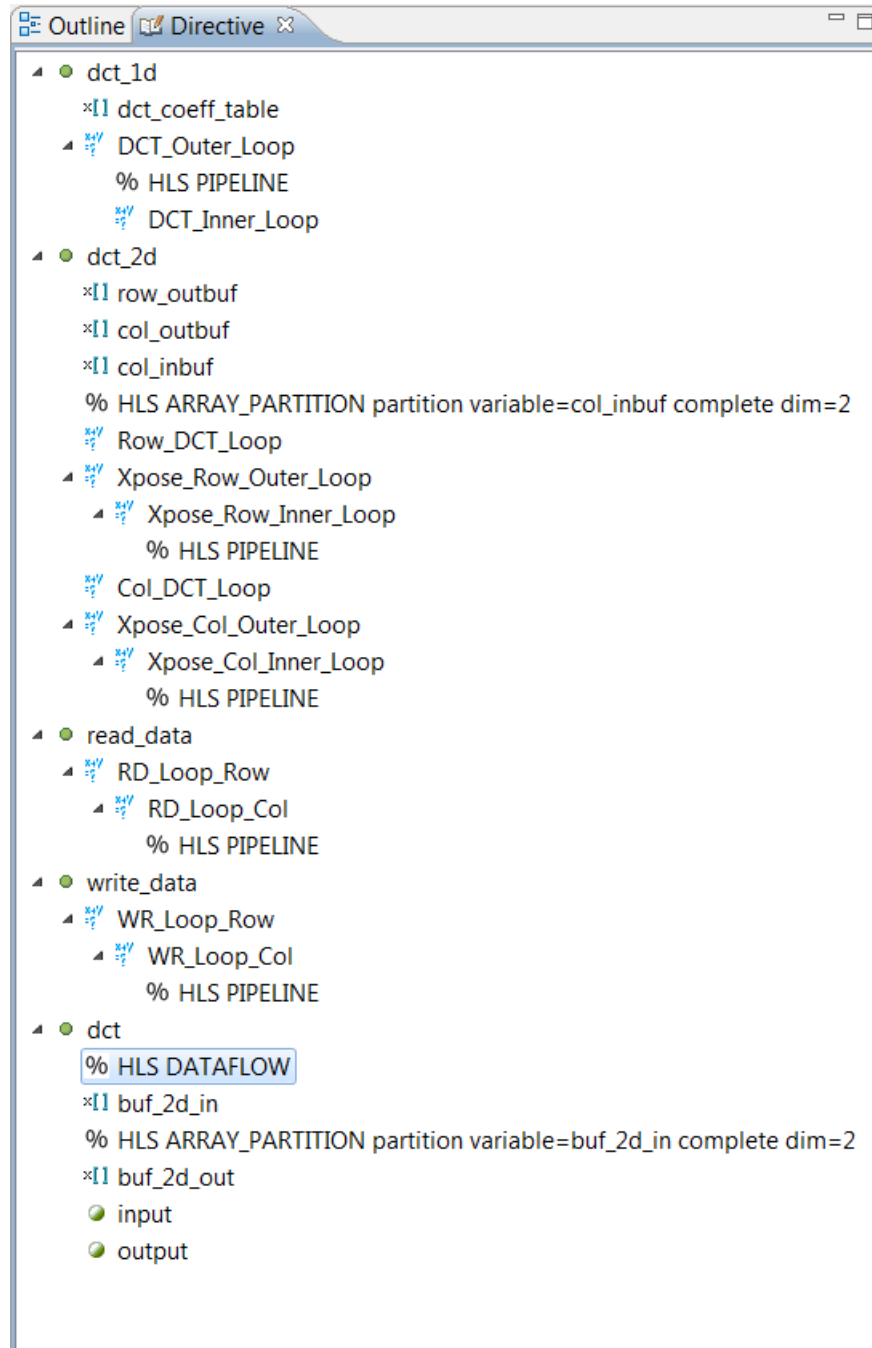 Outline Directive
dct_1d
x[] dct_coeff_table
DCT_Outer_Loop
% HLS PIPELINE
DCT_Inner_Loop
dct_2d
x[] row_outbuf
x[] col_outbuf
x[] col_inbuf
% HLS ARRAY_PARTITION partition variable=col_inbuf complete dim=2
Row_DCT_Loop
Xpose_Row_Outer_Loop
Xpose_Row_Inner_Loop
% HLS PIPELINE
Col_DCT_Loop
Xpose_Col_Outer_Loop
Xpose_Col_Inner_Loop
% HLS PIPELINE
read_data
RD_Loop_Row
RD_Loop_Col
% HLS PIPELINE
write_data
WR_Loop_Row
WR_Loop_Col
% HLS PIPELINE
dct
% HLS DATAFLOW
x[] buf_2d_in
% HLS ARRAY_PARTITION partition variable=buf_2d_in complete dim=2
x[] buf_2d_out
input
output